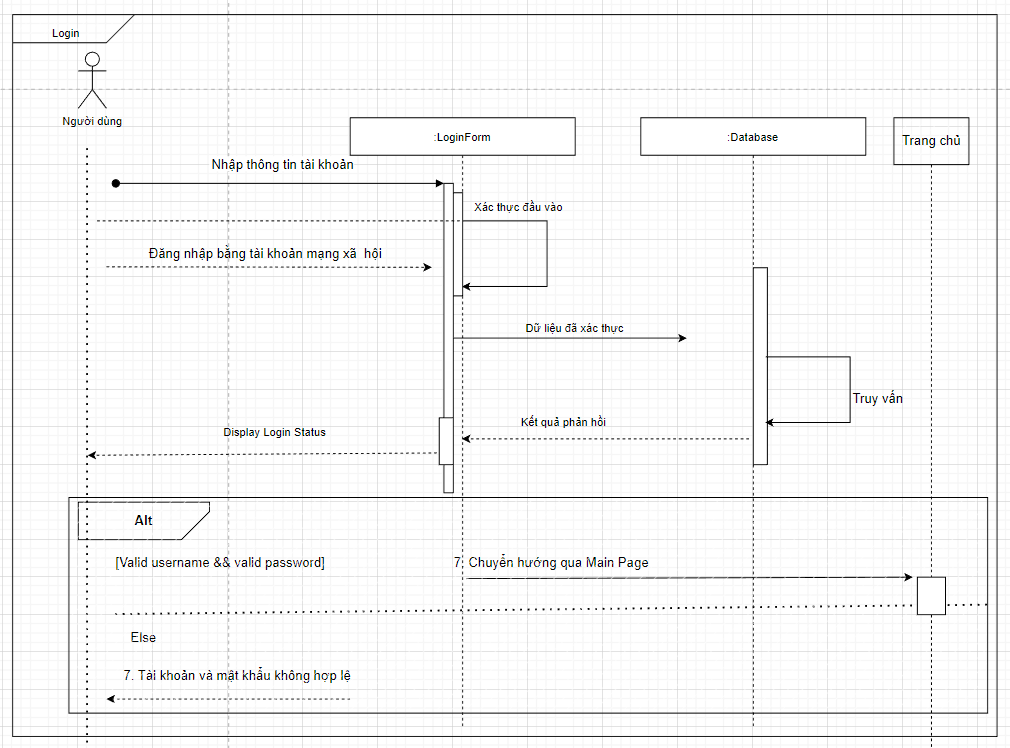 Login
Người dùng
:LoginForm
:Database
Trang chủ
Nhập thông tin tài khoản
Xác thực đầu vào
Đăng nhập bằng tài khoản mạng xã hội
Dữ liệu đã xác thực
Truy vấn
Kết quả phản hồi
Display Login Status
Alt
[Valid username && valid password]
7. Chuyển hướng qua Main Page
Else
7. Tài khoản và mật khẩu không hợp lệ